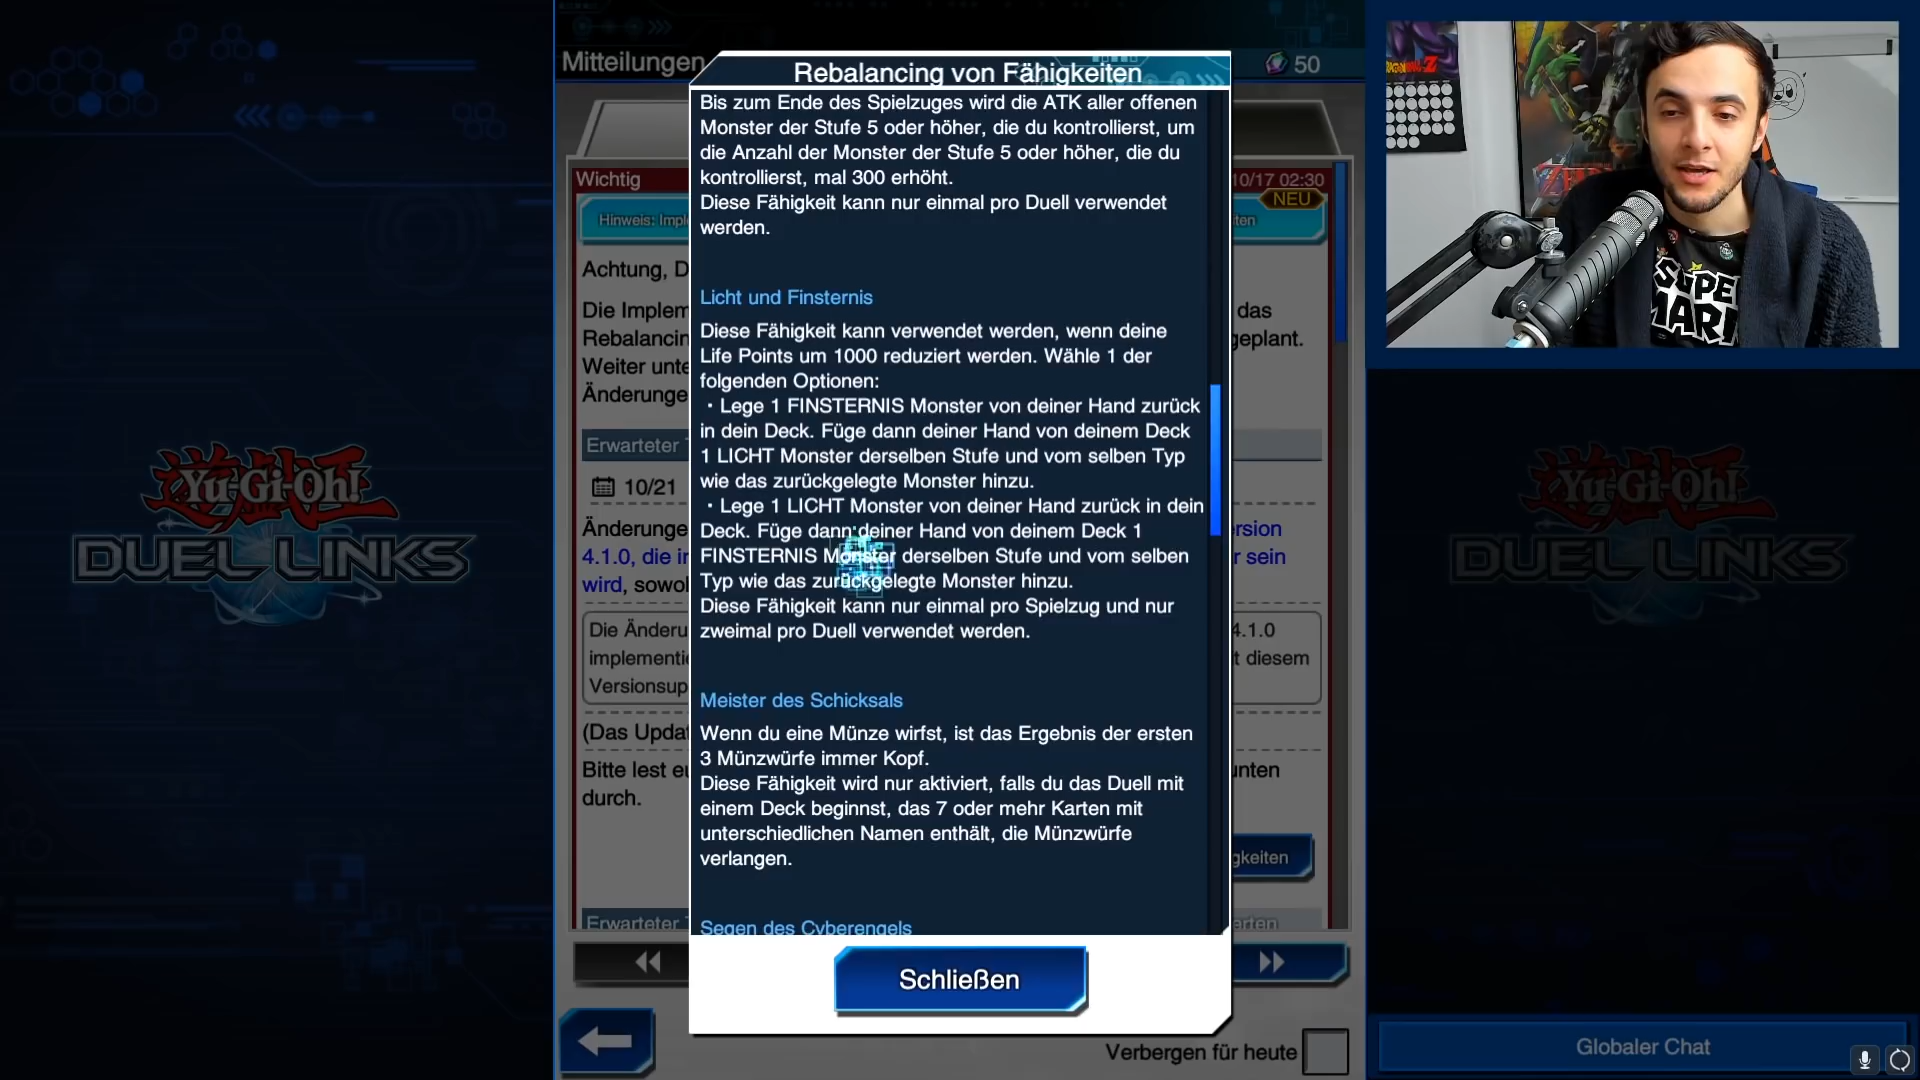 Mitteilungen
50
Rebalancing von Fähigkeiten
Bis zum Ende des Spielzuges wird die ATK aller offenen
Monster der Stufe 5 oder höher, die du kontrollierst, um
die Anzahl der Monster der Stufe 5 oder höher, die du
kontrollierst, mal 300 erhöht.
Diese Fähigkeit kann nur einmal pro Duell verwendet
werden.
Licht und Finsternis
Diese Fähigkeit kann verwendet werden, wenn deine
Life Points um 1000 reduziert werden. Wähle 1 der
folgenden Optionen:
・Lege 1 FINSTERNIS Monster von deiner Hand zurück
in dein Deck. Füge dann deiner Hand von deinem Deck
1 LICHT Monster derselben Stufe und vom selben Typ
wie das zurückgelegte Monster hinzu.
・Lege 1 LICHT Monster von deiner Hand zurück in dein
Deck. Füge dann deiner Hand von deinem Deck 1
FINSTERNIS Monster derselben Stufe und vom selben
Typ wie das zurückgelegte Monster hinzu.
Diese Fähigkeit kann nur einmal pro Spielzug und nur
zweimal pro Duell verwendet werden.
Meister des Schicksals
Wenn du eine Münze wirfst, ist das Ergebnis der ersten
3 Münzwürfe immer Kopf.
Diese Fähigkeit wird nur aktiviert, falls du das Duell mit
einem Deck beginnst, das 7 oder mehr Karten mit
unterschiedlichen Namen enthält, die Münzwürfe
verlangen.
Segen des Cyberengels
Schließen
Wichtig
10/17 02:30
NEU
Hinweis: Impl
ten
Achtung, D
Die Implem
das
Rebalancin
geplant.
Weiter unte
Änderunge
Erwarteter
10/21
Änderunge
ersion
4.1.0, die in
r sein
wird, sowol
Die Änderu
4.1.0
implementie
t diesem
Versionsup
(Das Upda
Bitte lest eu
unten
durch.
gkeiten
Erwarteter
erten
Verbergen für heute
Globaler Chat
Yu-Gi-Oh!
DUEL LINKS
Yu-Gi-Oh!
DUEL LINKS
SUPER
MARI